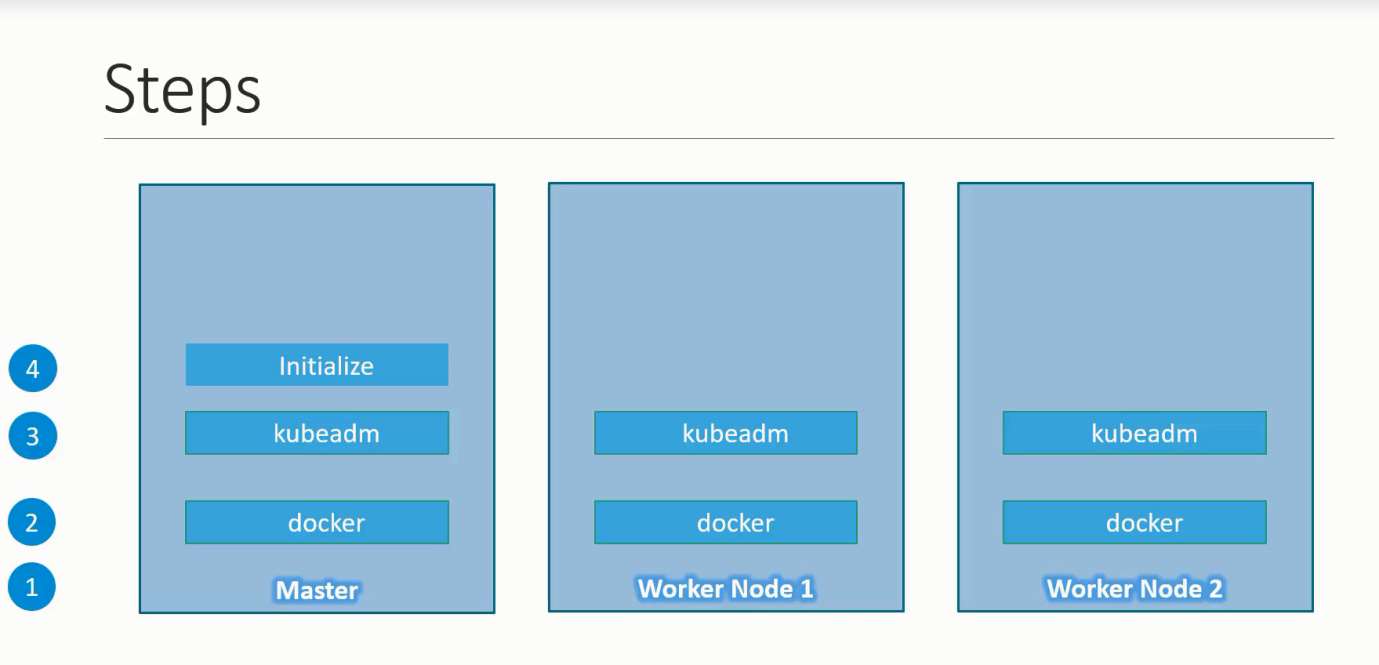 Steps
4
Initialize
3
kubeadm
kubeadm
kubeadm
2
docker
docker
docker
1
Master
Worker Node 1
Worker Node 2